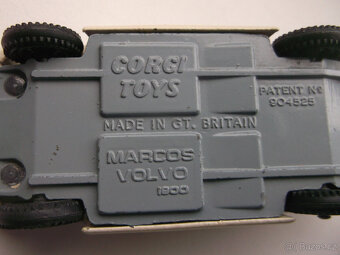 CORGI
TOYS
PATENT No
904525
MADE IN GT. BRITAIN
MARCOS
VOLVO
1800